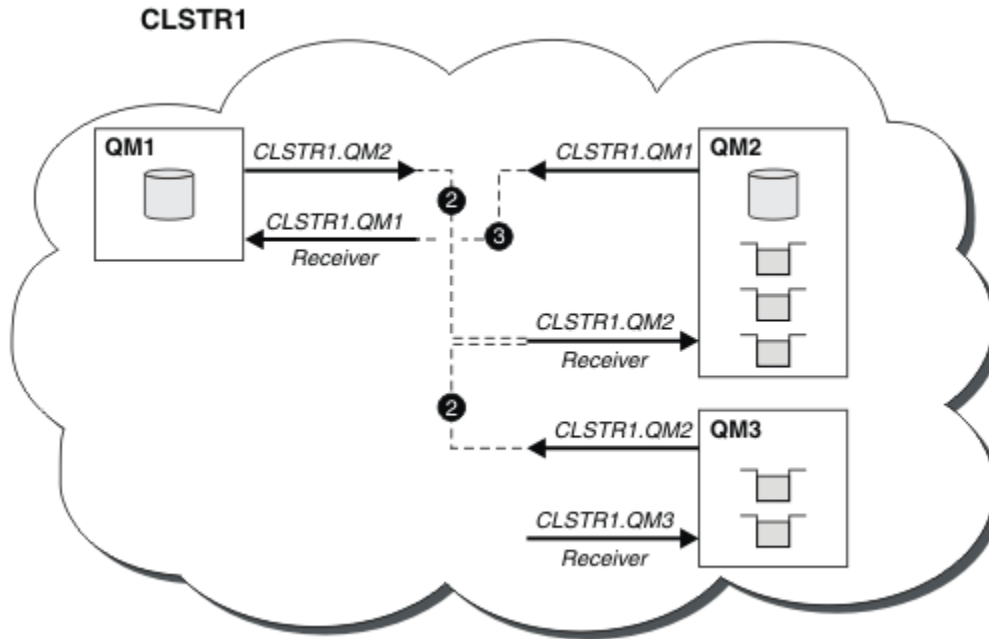 CLSTR1
QM1
CLSTR1.QM2
CLSTR1.QM1
QM2
2
CLSTR1.QM1
Receiver
3
CLSTR1.QM2
Receiver
2
CLSTR1.QM2
QM3
CLSTR1.QM3
Receiver